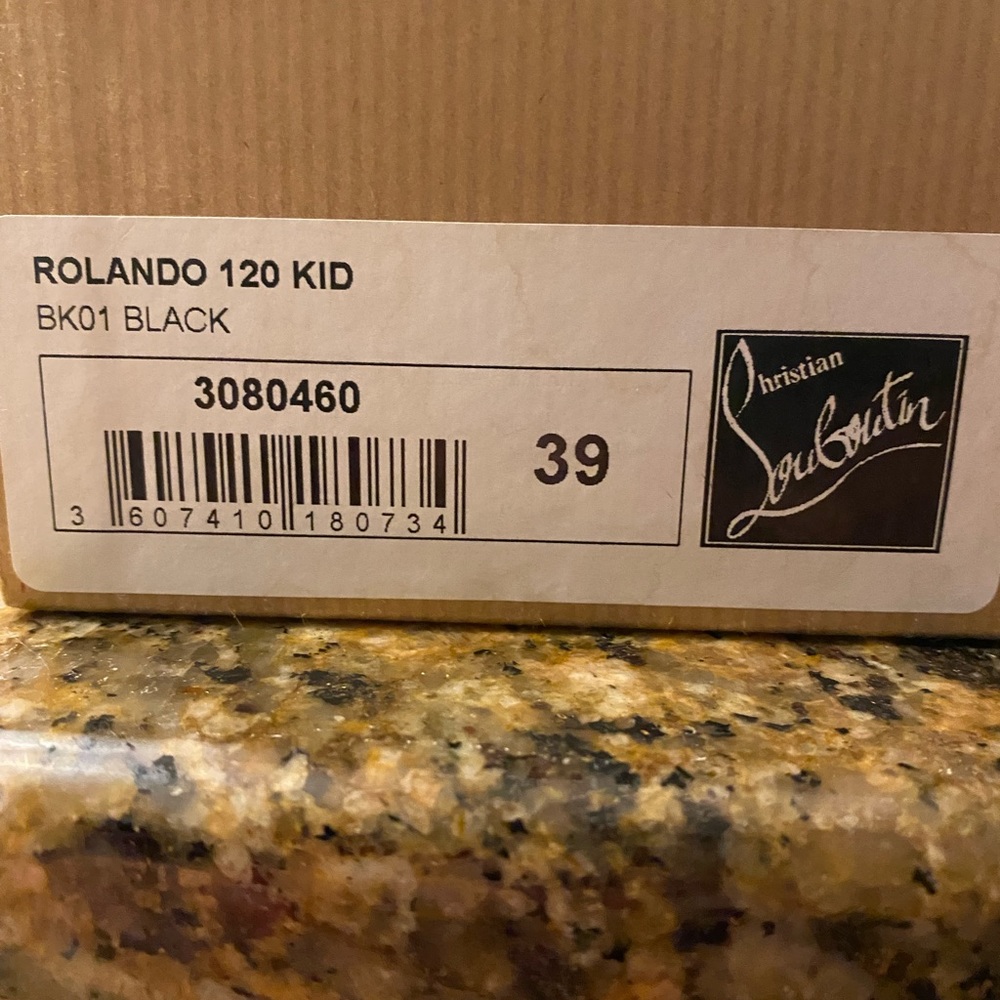 ROLANDO 120 KID
BK01 BLACK
3080460
39
3 607410 180734
Christian
Louboutin